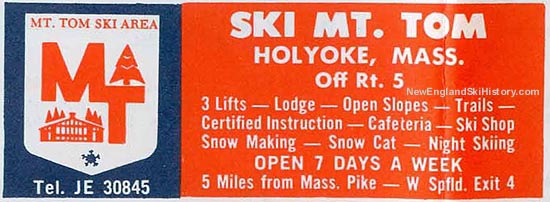 MT. TOM SKI AREA
MT
Tel. JE 30845
SKI MT. TOM
HOLYOKE, MASS.
Off Rt. 5
NewEnglandSkiHistory.com
3 Lifts — Lodge — Open Slopes — Trails —
Certified Instruction — Cafeteria — Ski Shop
Snow Making — Snow Cat — Night Skiing
OPEN 7 DAYS A WEEK
5 Miles from Mass. Pike — W Spfld. Exit 4